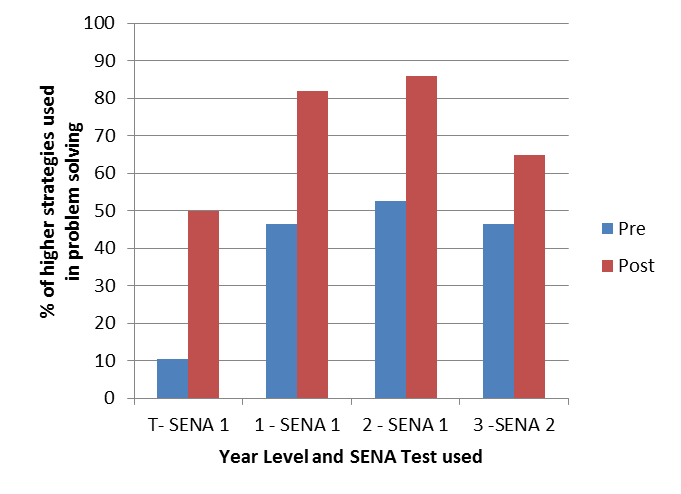 100
90
80
70
60
50
40
30
20
10
0
% of higher strategies used
in problem solving
T- SENA 1
1 - SENA 1
2 - SENA 1
3 -SENA 2
Year Level and SENA Test used
Pre
Post